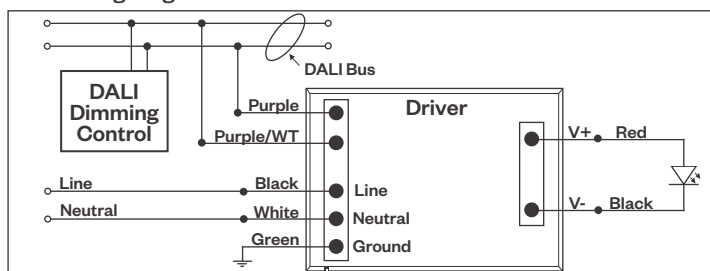 DALI Bus
DALI
Dimming
Control
Driver
Purple
Purple/WT
V+ Red
Line Black Line
V- Black
Neutral White Neutral
Green Ground